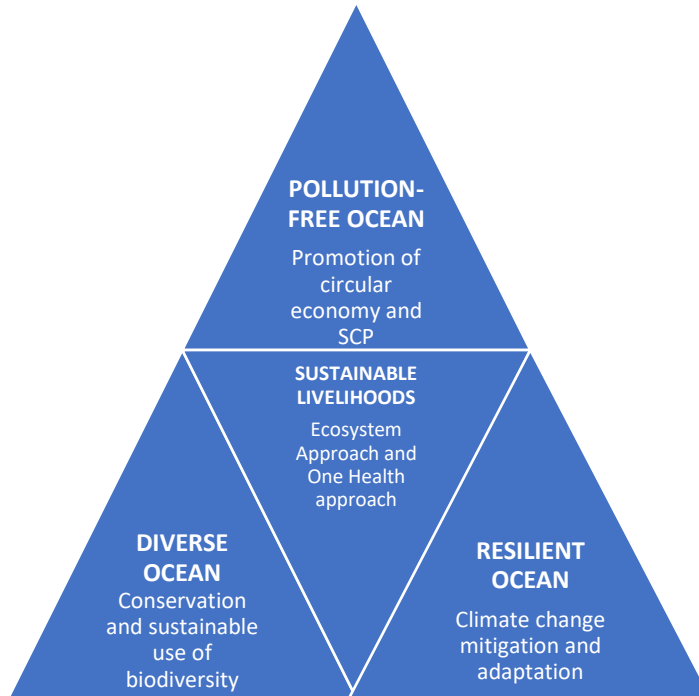 POLLUTION-
FREE OCEAN
Promotion of
circular
economy and
SCP
SUSTAINABLE
LIVELIHOODS
Ecosystem
Approach and
One Health
approach
DIVERSE
OCEAN
Conservation
and sustainable
use of
biodiversity
RESILIENT
OCEAN
Climate change
mitigation and
adaptation